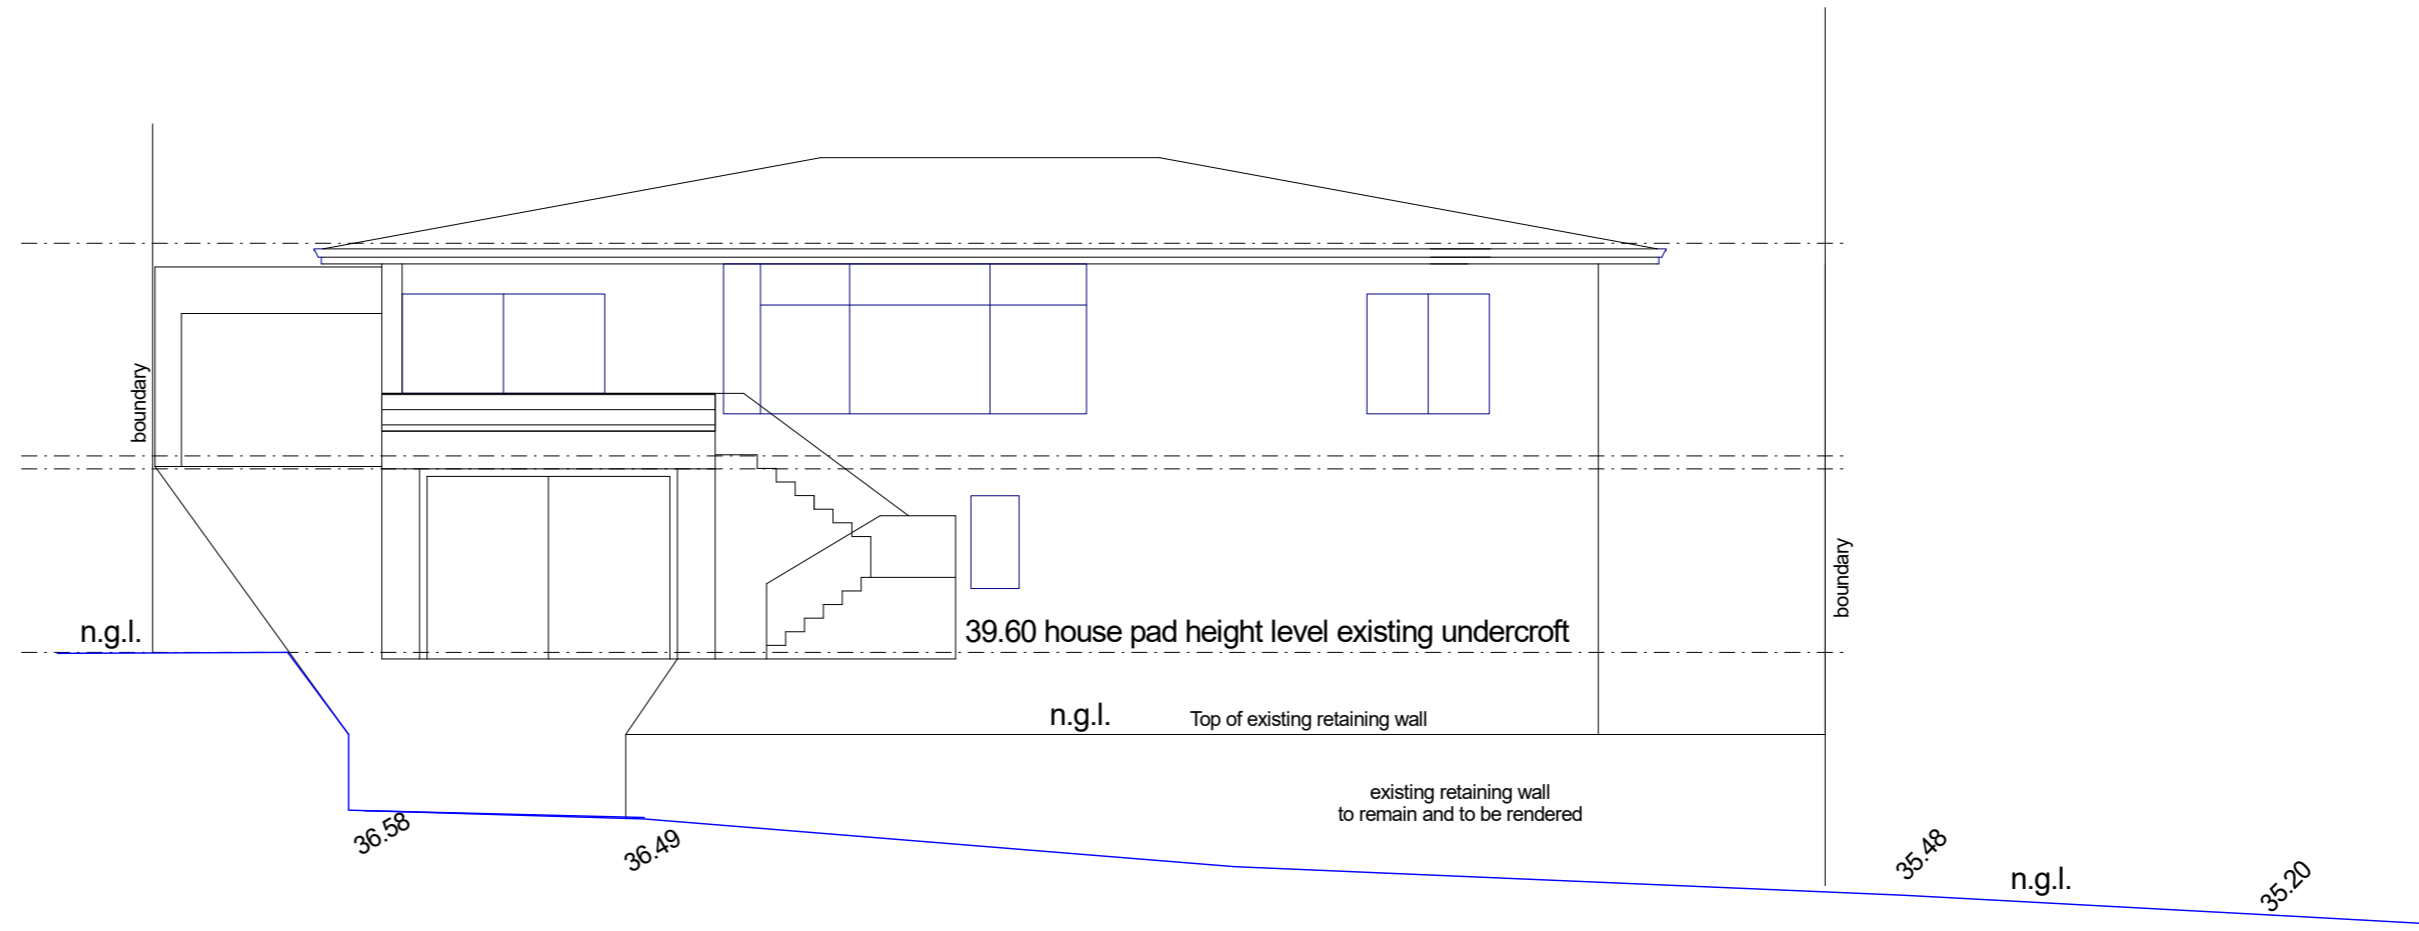 boundary
boundary
n.g.l.
39.60 house pad height level existing undercroft
n.g.l.
Top of existing retaining wall
existing retaining wall
to remain and to be rendered
36.58
36.49
35.48
n.g.l.
35.20